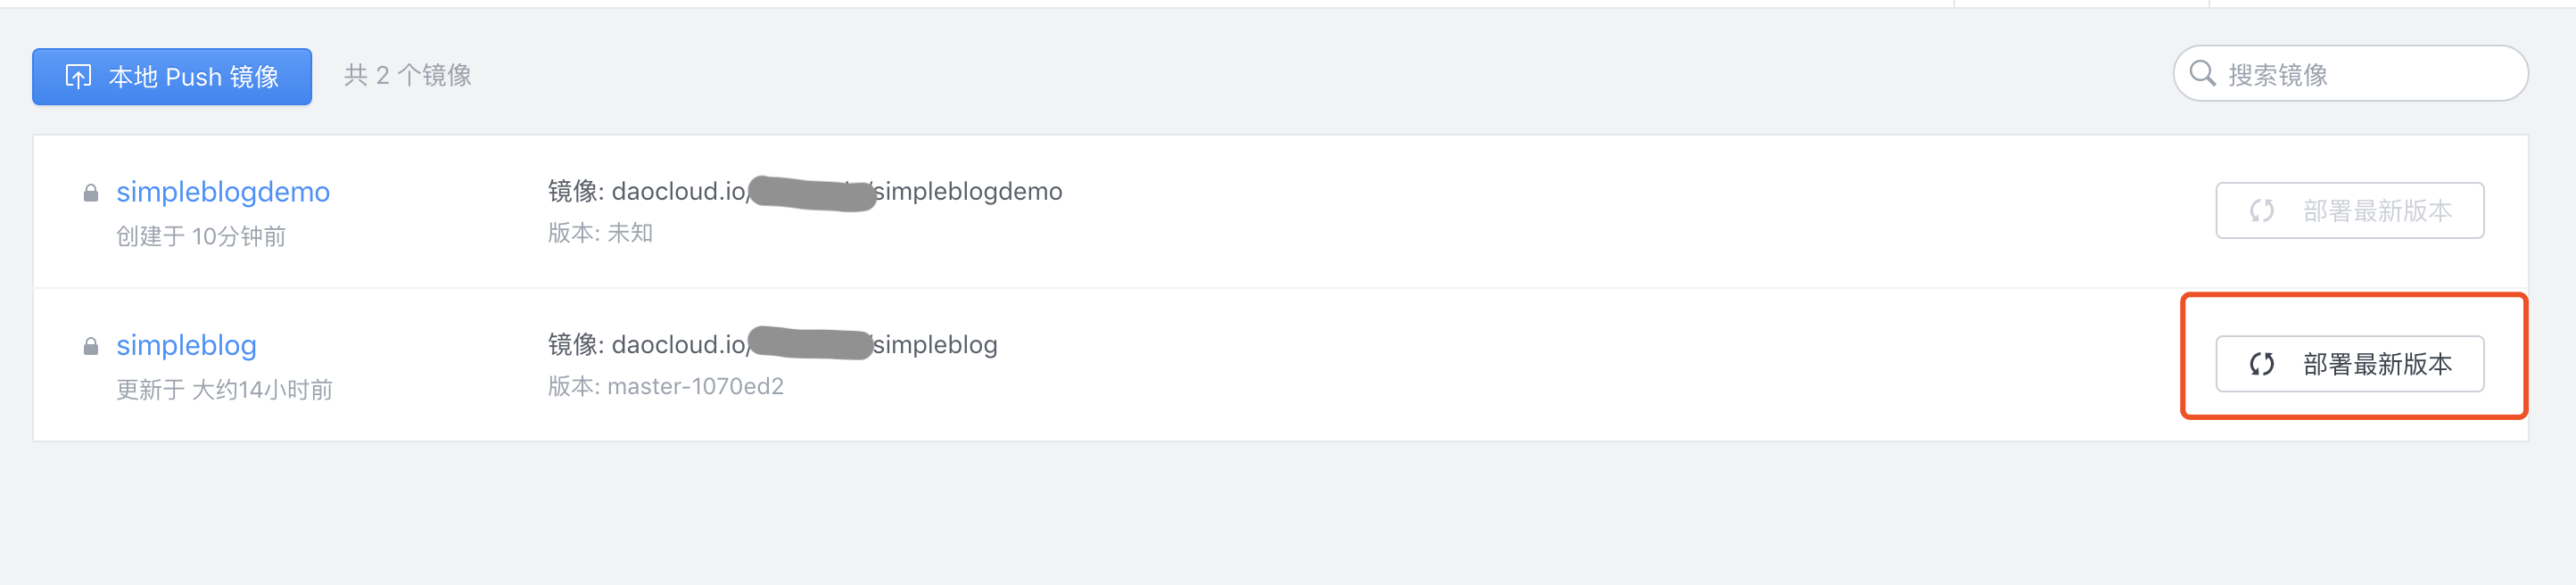 本地 Push 镜像
共 2 个镜像
搜索镜像
simpleblogdemo
创建于 10分钟前
镜像: daocloud.io/ simpleblogdemo
版本: 未知
部署最新版本
simpleblog
更新于 大约14小时前
镜像: daocloud.io/ simpleblog
版本: master-1070ed2
部署最新版本